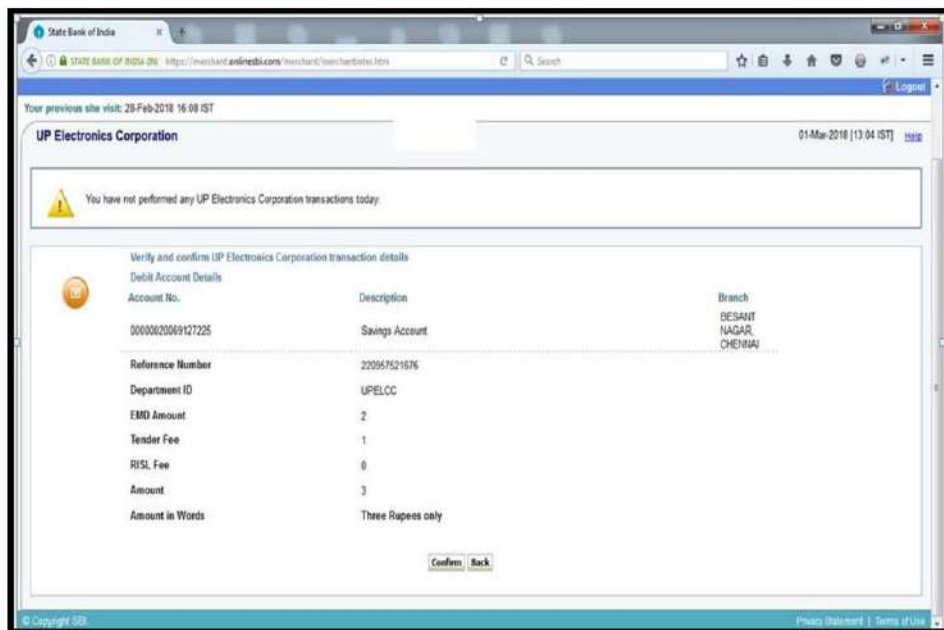 State Bank of India
STATE BANK OF INDIA (IN) https://merchant.onlinesbi.com/merchant/merchantinter.htm
Search
Logout
Your previous site visit: 28-Feb-2018 16:08 IST
UP Electronics Corporation
01-Mar-2018 [13:04 IST] Help
You have not performed any UP Electronics Corporation transactions today.
Verify and confirm UP Electronics Corporation transaction details
Debit Account Details
Account No. Description Branch
00000020069127225 Savings Account BESANT NAGAR, CHENNAI
Reference Number 220957521676
Department ID UPELCC
EMD Amount 2
Tender Fee 1
RISL Fee 0
Amount 3
Amount in Words Three Rupees only
Confirm Back
© Copyright SBI. Privacy Statement | Terms of Use